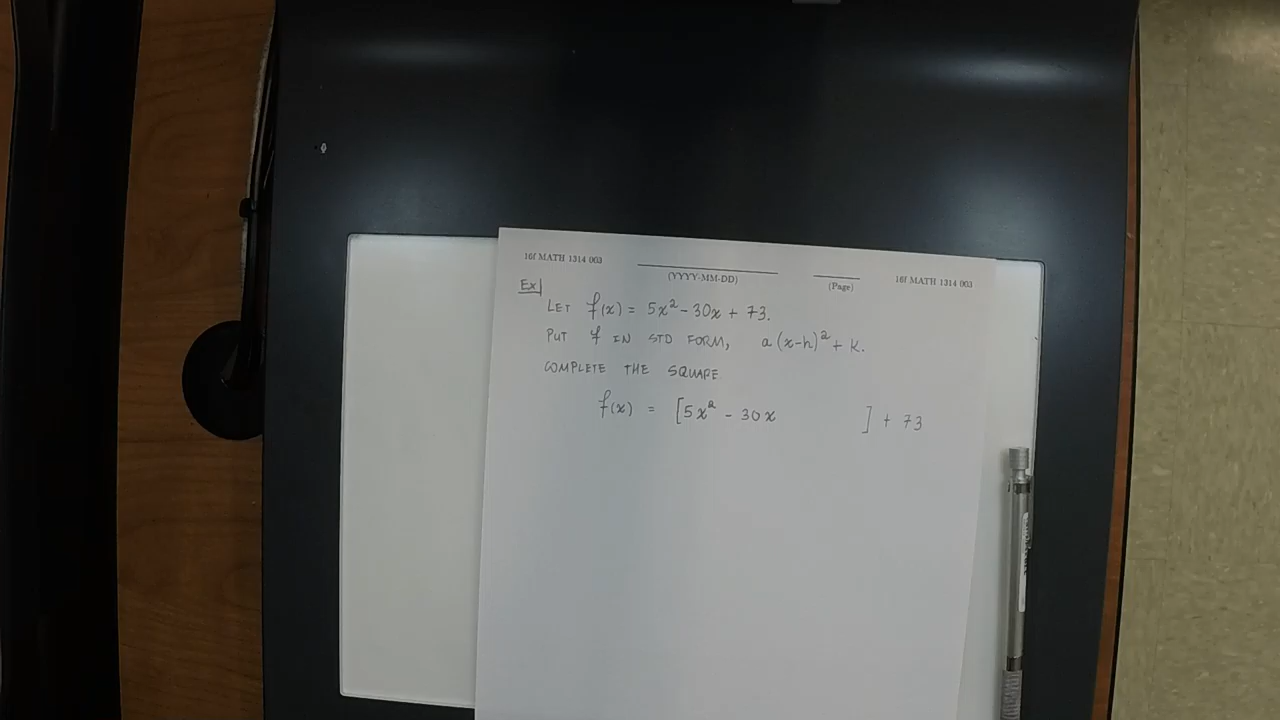 16f MATH 1314 003 (YYYY-MM-DD) (Page) 16f MATH 1314 003
Ex
LET f(x) = 5x² - 30x + 73.
PUT f IN STD FORM, a(x-h)² + k.
COMPLETE THE SQUARE.
f(x) = [5x² - 30x ] + 73